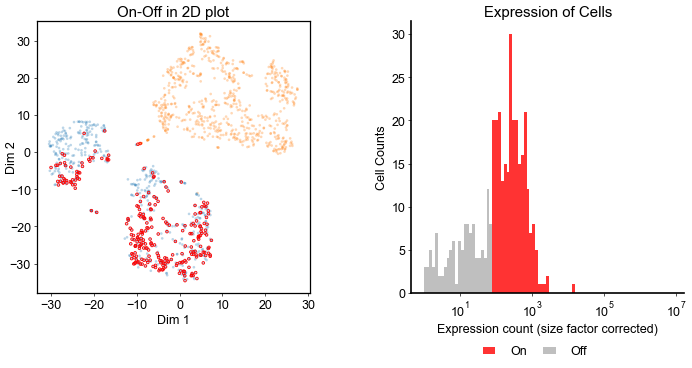 On-Off in 2D plot
30
20
10
0
−10
−20
−30
Dim 2
−30 −20 −10 0 10 20 30
Dim 1
Expression of Cells
30
25
20
15
10
5
0
Cell Counts
10^1 10^3 10^5 10^7
Expression count (size factor corrected)
On Off